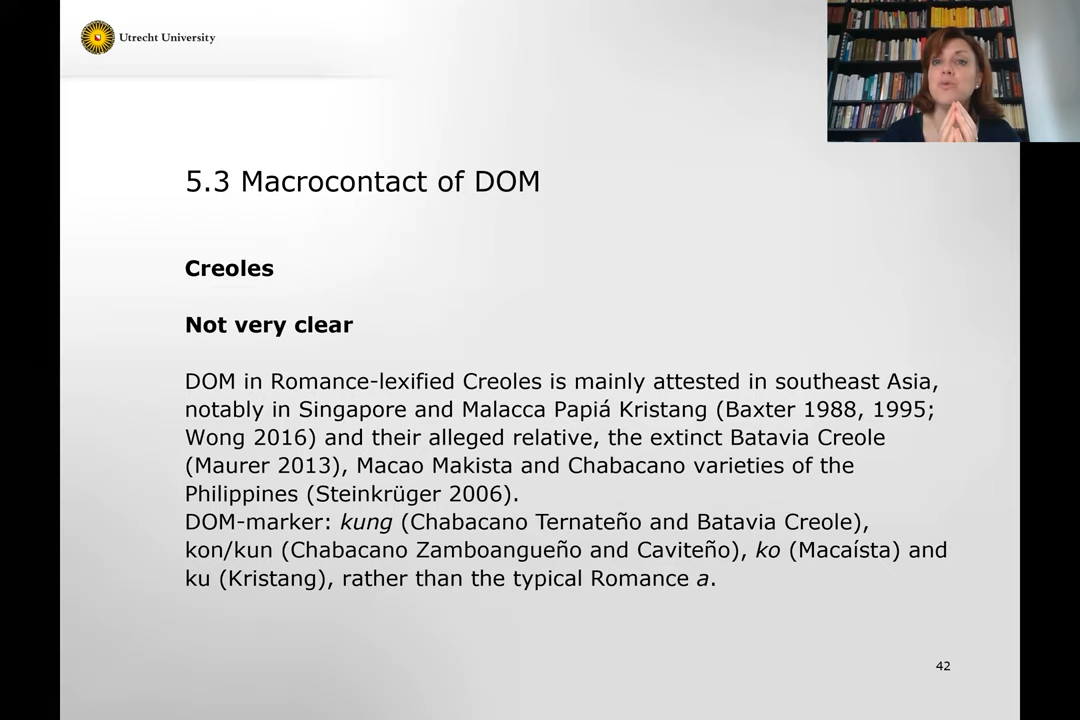 Utrecht University
5.3 Macrocontact of DOM
Creoles
Not very clear
DOM in Romance-lexified Creoles is mainly attested in southeast Asia,
notably in Singapore and Malacca Papiá Kristang (Baxter 1988, 1995;
Wong 2016) and their alleged relative, the extinct Batavia Creole
(Maurer 2013), Macao Makista and Chabacano varieties of the
Philippines (Steinkrüger 2006).
DOM-marker: kung (Chabacano Ternateño and Batavia Creole),
kon/kun (Chabacano Zamboangueño and Caviteño), ko (Macaísta) and
ku (Kristang), rather than the typical Romance a.
42